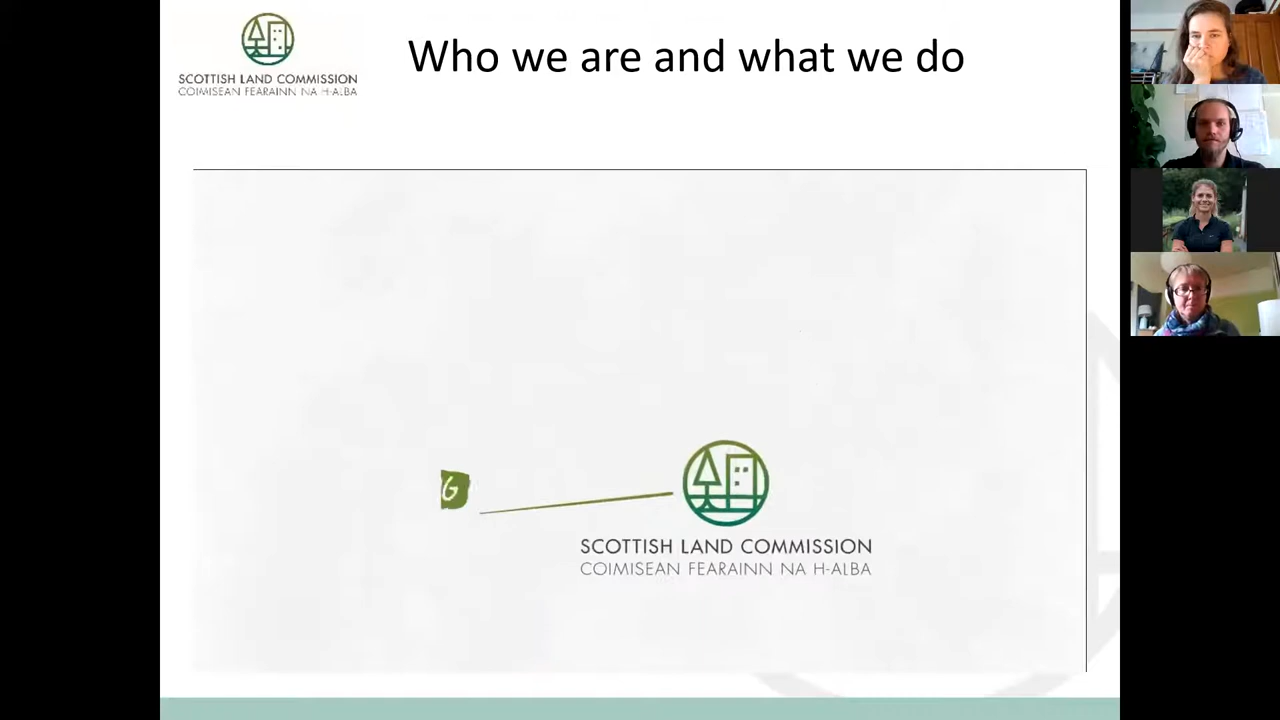 Who we are and what we do
SCOTTISH LAND COMMISSION
COIMISEAN FEARAINN NA H-ALBA
G
SCOTTISH LAND COMMISSION
COIMISEAN FEARAINN NA H-ALBA